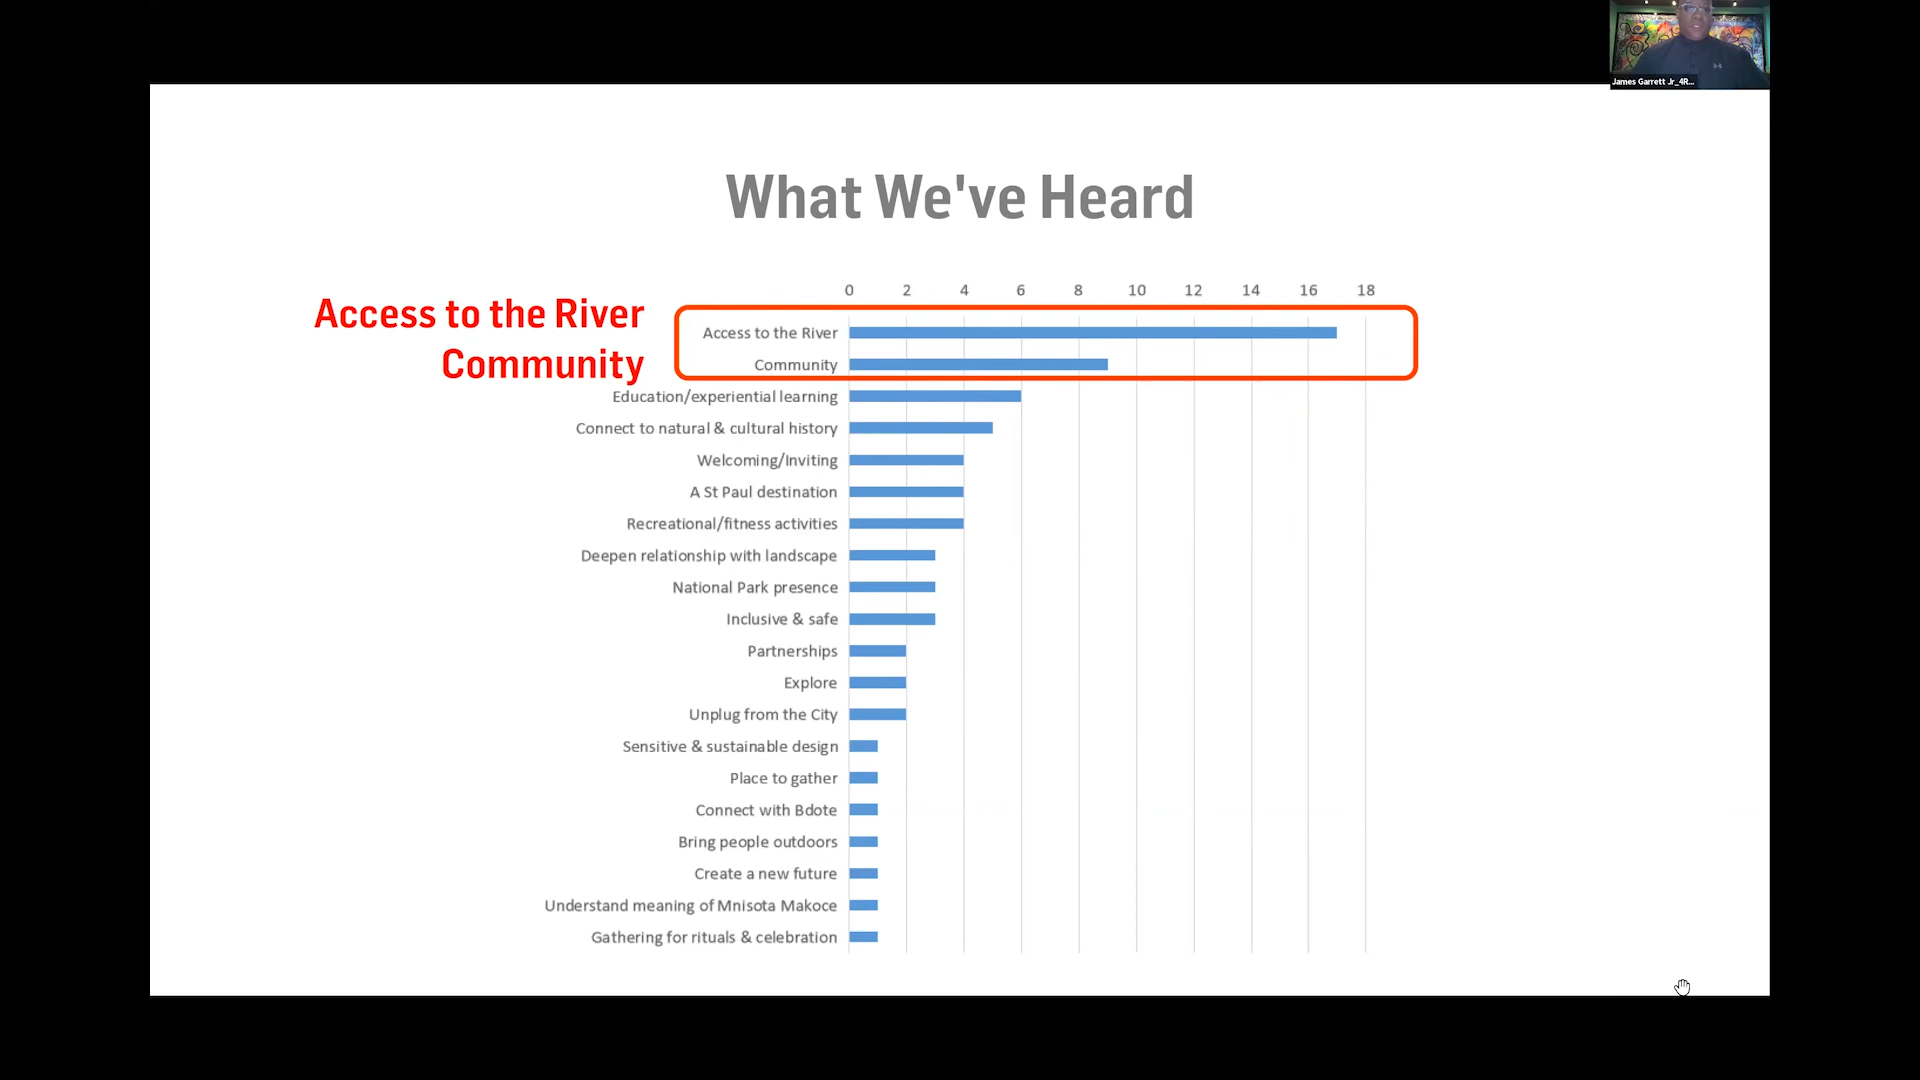 James Garrett Jr_4R...
What We've Heard
Access to the River
Community
0 2 4 6 8 10 12 14 16 18
Access to the River
Community
Education/experiential learning
Connect to natural & cultural history
Welcoming/Inviting
A St Paul destination
Recreational/fitness activities
Deepen relationship with landscape
National Park presence
Inclusive & safe
Partnerships
Explore
Unplug from the City
Sensitive & sustainable design
Place to gather
Connect with Bdote
Bring people outdoors
Create a new future
Understand meaning of Mnisota Makoce
Gathering for rituals & celebration